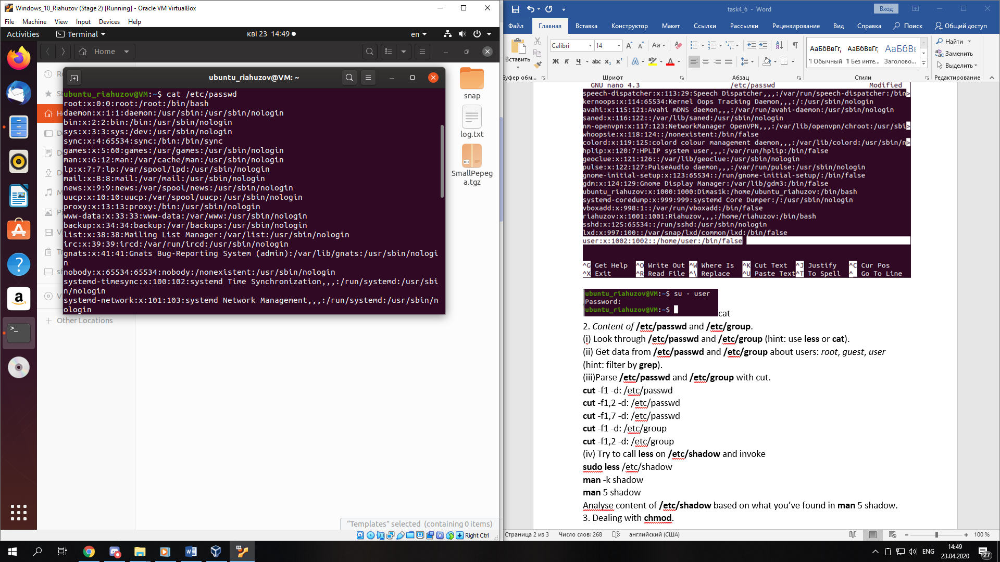 Windows_10_Riahuzov (Stage 2) [Running] - Oracle VM VirtualBox
File Machine View Input Devices Help
Activities Terminal кві 23 14:49 en
Home
ubuntu_riahuzov@VM: ~
ubuntu_riahuzov@VM:~$ cat /etc/passwd
root:x:0:0:root:/root:/bin/bash
daemon:x:1:1:daemon:/usr/sbin:/usr/sbin/nologin
bin:x:2:2:bin:/bin:/usr/sbin/nologin
sys:x:3:3:sys:/dev:/usr/sbin/nologin
sync:x:4:65534:sync:/bin:/bin/sync
games:x:5:60:games:/usr/games:/usr/sbin/nologin
man:x:6:12:man:/var/cache/man:/usr/sbin/nologin
lp:x:7:7:lp:/var/spool/lpd:/usr/sbin/nologin
mail:x:8:8:mail:/var/mail:/usr/sbin/nologin
news:x:9:9:news:/var/spool/news:/usr/sbin/nologin
uucp:x:10:10:uucp:/var/spool/uucp:/usr/sbin/nologin
proxy:x:13:13:proxy:/bin:/usr/sbin/nologin
www-data:x:33:33:www-data:/var/www:/usr/sbin/nologin
backup:x:34:34:backup:/var/backups:/usr/sbin/nologin
list:x:38:38:Mailing List Manager:/var/list:/usr/sbin/nologin
irc:x:39:39:ircd:/var/run/ircd:/usr/sbin/nologin
gnats:x:41:41:Gnats Bug-Reporting System (admin):/var/lib/gnats:/usr/sbin/nologi
n
nobody:x:65534:65534:nobody:/nonexistent:/usr/sbin/nologin
systemd-timesync:x:100:102:systemd Time Synchronization,,,:/run/systemd:/usr/sbi
n/nologin
systemd-network:x:101:103:systemd Network Management,,,:/run/systemd:/usr/sbin/n
ologin
snap
log.txt
SmallPepeg
a.tgz
Other Locations
"Templates" selected (containing 0 items)
Right Ctrl
task4_6 - Word
Вход
Файл Главная Вставка Конструктор Макет Ссылки Рассылки Рецензирование Вид Справка Поиск Общий доступ
Вставить
Calibri 14
Ж К Ч abc x₂ x²
АаБбВвГг, АаБбВвГг, АаБбВв
¶ Обычный ¶ Без инте... Заголово...
Найти
Заменить
Выделить
Буфер обм... Шрифт Абзац Стили Редактирование
GNU nano 4.3 /etc/passwd Modified
speech-dispatcher:x:113:29:Speech Dispatcher,,,:/var/run/speech-dispatcher:/bin>
kernoops:x:114:65534:Kernel Oops Tracking Daemon,,,:/:/usr/sbin/nologin
avahi:x:115:121:Avahi mDNS daemon,,,:/var/run/avahi-daemon:/usr/sbin/nologin
saned:x:116:122::/var/lib/saned:/usr/sbin/nologin
nm-openvpn:x:117:123:NetworkManager OpenVPN,,,:/var/lib/openvpn/chroot:/usr/sbi>
whoopsie:x:118:124::/nonexistent:/bin/false
colord:x:119:125:colord colour management daemon,,,:/var/lib/colord:/usr/sbin/n>
hplip:x:120:7:HPLIP system user,,,:/var/run/hplip:/bin/false
geoclue:x:121:126::/var/lib/geoclue:/usr/sbin/nologin
pulse:x:122:127:PulseAudio daemon,,,:/var/run/pulse:/usr/sbin/nologin
gnome-initial-setup:x:123:65534::/run/gnome-initial-setup/:/bin/false
gdm:x:124:129:Gnome Display Manager:/var/lib/gdm3:/bin/false
ubuntu_riahuzov:x:1000:1000:Dimas1k:/home/ubuntu_riahuzov:/bin/bash
systemd-coredump:x:999:999:systemd Core Dumper:/:/usr/sbin/nologin
vboxadd:x:998:1::/var/run/vboxadd:/bin/false
riahuzov:x:1001:1001:Riahuzov,,,:/home/riahuzov:/bin/bash
sshd:x:125:65534::/run/sshd:/usr/sbin/nologin
lxd:x:997:100::/var/snap/lxd/common/lxd:/bin/false
user:x:1002:1002::/home/user:/bin/false
^G Get Help ^O Write Out ^W Where Is ^K Cut Text ^J Justify ^C Cur Pos
^X Exit ^R Read File ^\ Replace ^U Paste Text ^T To Spell ^_ Go To Line
ubuntu_riahuzov@VM:~$ su - user
Password:
ubuntu_riahuzov@VM:~$
cat
2. Content of /etc/passwd and /etc/group.
(i) Look through /etc/passwd and /etc/group (hint: use less or cat).
(ii) Get data from /etc/passwd and /etc/group about users: root, guest, user
(hint: filter by grep).
(iii)Parse /etc/passwd and /etc/group with cut.
cut -f1 -d: /etc/passwd
cut -f1,2 -d: /etc/passwd
cut -f1,7 -d: /etc/passwd
cut -f1 -d: /etc/group
cut -f1,2 -d: /etc/group
(iv) Try to call less on /etc/shadow and invoke
sudo less /etc/shadow
man -k shadow
man 5 shadow
Analyse content of /etc/shadow based on what you've found in man 5 shadow.
3. Dealing with chmod.
Страница 2 из 3 Число слов: 268 английский (США) 100 %
ENG
14:49
23.04.2020
27